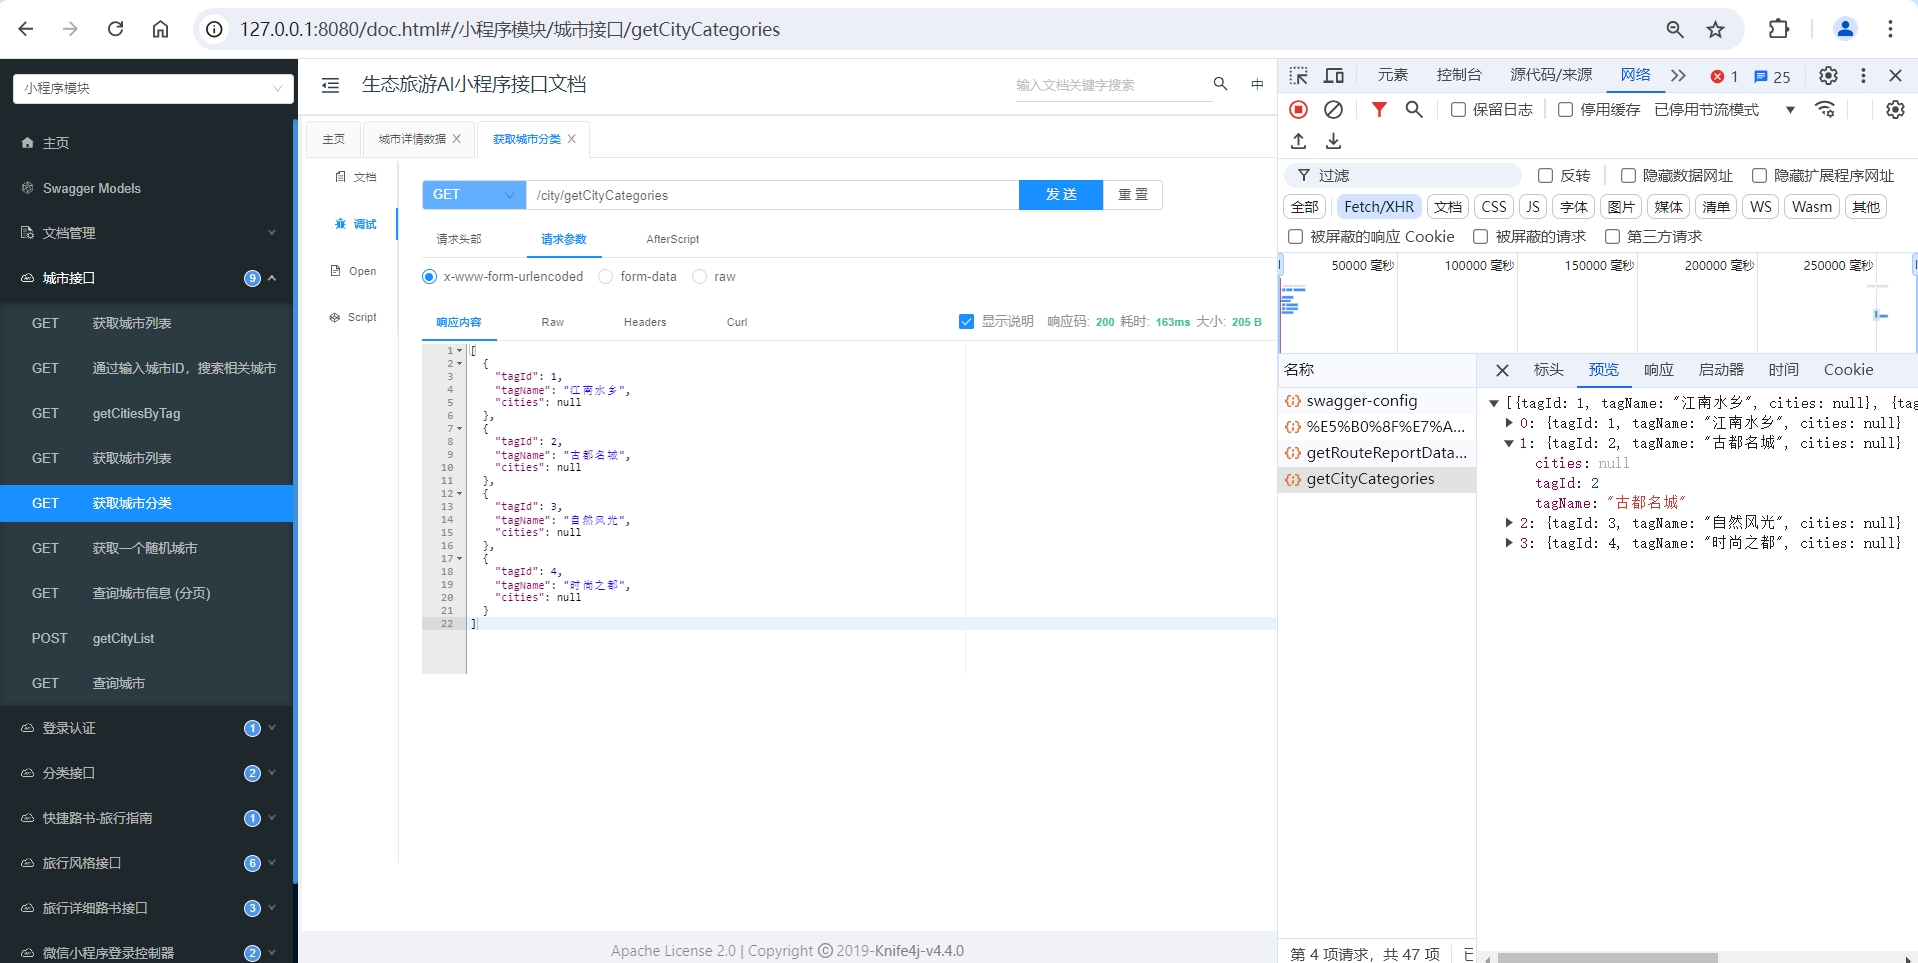 127.0.0.1:8080/doc.html#/小程序模块/城市接口/getCityCategories
小程序模块
主页
Swagger Models
文档管理
城市接口 9
GET 获取城市列表
GET 通过输入城市ID，搜索相关城市
GET getCitiesByTag
GET 获取城市列表
GET 获取城市分类
GET 获取一个随机城市
GET 查询城市信息 (分页)
POST getCityList
GET 查询城市
登录认证 1
分类接口 2
快捷路书-旅行指南 1
旅行风格接口 6
旅行详细路书接口 3
微信小程序登录控制器 2
生态旅游AI小程序接口文档
输入文档关键字搜索 中
主页 城市详情数据 获取城市分类
文档
调试
Open
Script
GET /city/getCityCategories 发 送 重 置
请求头部 请求参数 AfterScript
x-www-form-urlencoded form-data raw
响应内容 Raw Headers Curl 显示说明 响应码: 200 耗时: 163ms 大小: 205 B
1 [
2 {
3 "tagId": 1,
4 "tagName": "江南水乡",
5 "cities": null
6 },
7 {
8 "tagId": 2,
9 "tagName": "古都名城",
10 "cities": null
11 },
12 {
13 "tagId": 3,
14 "tagName": "自然风光",
15 "cities": null
16 },
17 {
18 "tagId": 4,
19 "tagName": "时尚之都",
20 "cities": null
21 }
22 ]
Apache License 2.0 | Copyright © 2019-Knife4j-v4.4.0
元素 控制台 源代码/来源 网络 1 25
保留日志 停用缓存 已停用节流模式
过滤 反转 隐藏数据网址 隐藏扩展程序网址
全部 Fetch/XHR 文档 CSS JS 字体 图片 媒体 清单 WS Wasm 其他
被屏蔽的响应 Cookie 被屏蔽的请求 第三方请求
50000 毫秒 100000 毫秒 150000 毫秒 200000 毫秒 250000 毫秒
名称
swagger-config
%E5%B0%8F%E7%A...
getRouteReportData...
getCityCategories
标头 预览 响应 启动器 时间 Cookie
[{tagId: 1, tagName: "江南水乡", cities: null}, {tag
0: {tagId: 1, tagName: "江南水乡", cities: null}
1: {tagId: 2, tagName: "古都名城", cities: null}
cities: null
tagId: 2
tagName: "古都名城"
2: {tagId: 3, tagName: "自然风光", cities: null}
3: {tagId: 4, tagName: "时尚之都", cities: null}
第 4 项请求，共 47 项